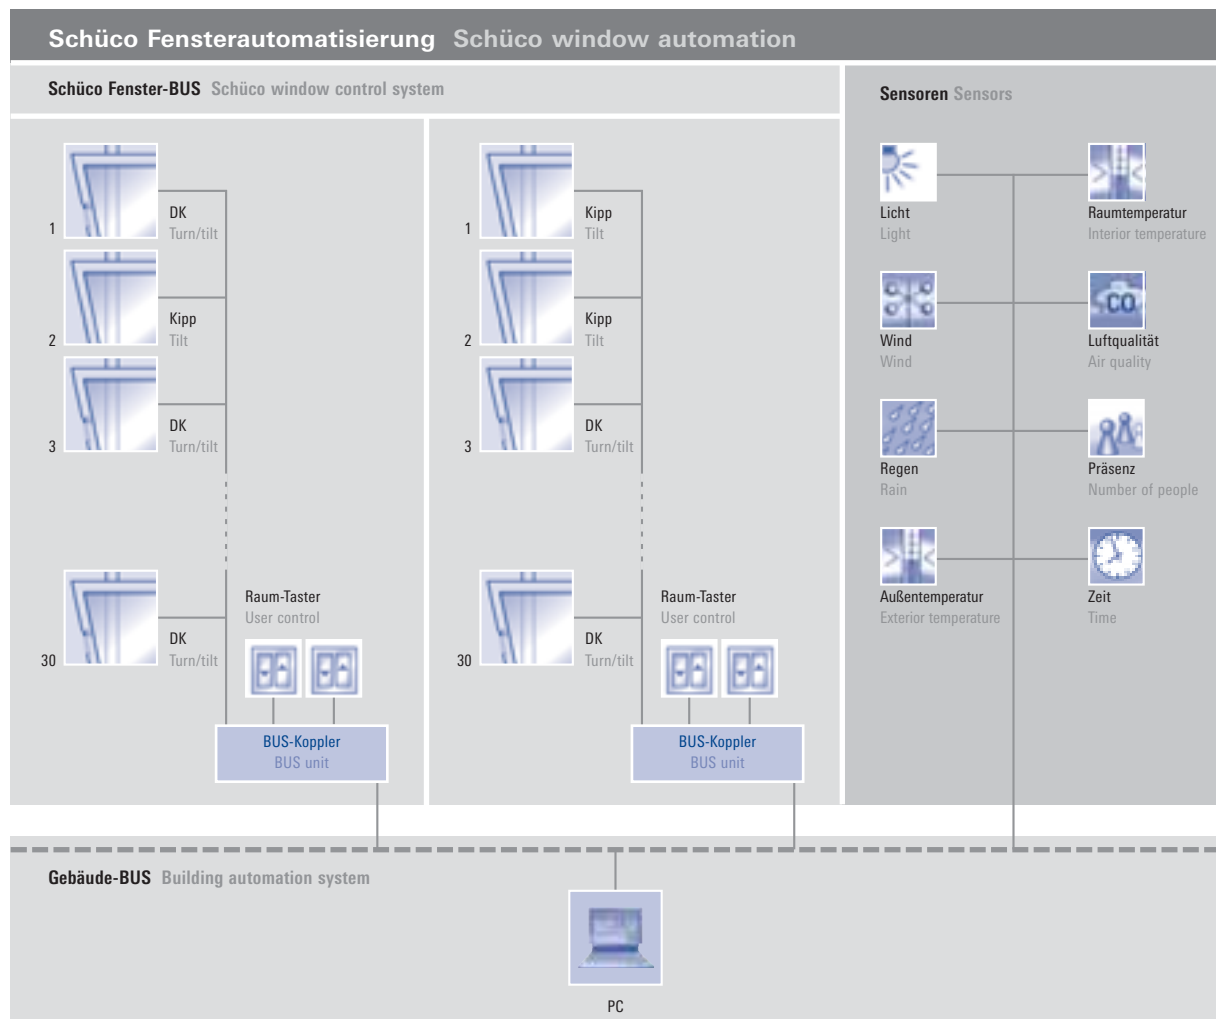 Schüco Fensterautomatisierung Schüco window automation
Schüco Fenster-BUS Schüco window control system
1
DK
Turn/tilt
2
Kipp
Tilt
3
DK
Turn/tilt
30
DK
Turn/tilt
Raum-Taster
User control
BUS-Koppler
BUS unit
1
Kipp
Tilt
2
Kipp
Tilt
3
DK
Turn/tilt
30
DK
Turn/tilt
Raum-Taster
User control
BUS-Koppler
BUS unit
Sensoren Sensors
Licht
Light
Raumtemperatur
Interior temperature
Wind
Wind
CO
Luftqualität
Air quality
Regen
Rain
Präsenz
Number of people
Außentemperatur
Exterior temperature
Zeit
Time
Gebäude-BUS Building automation system
PC